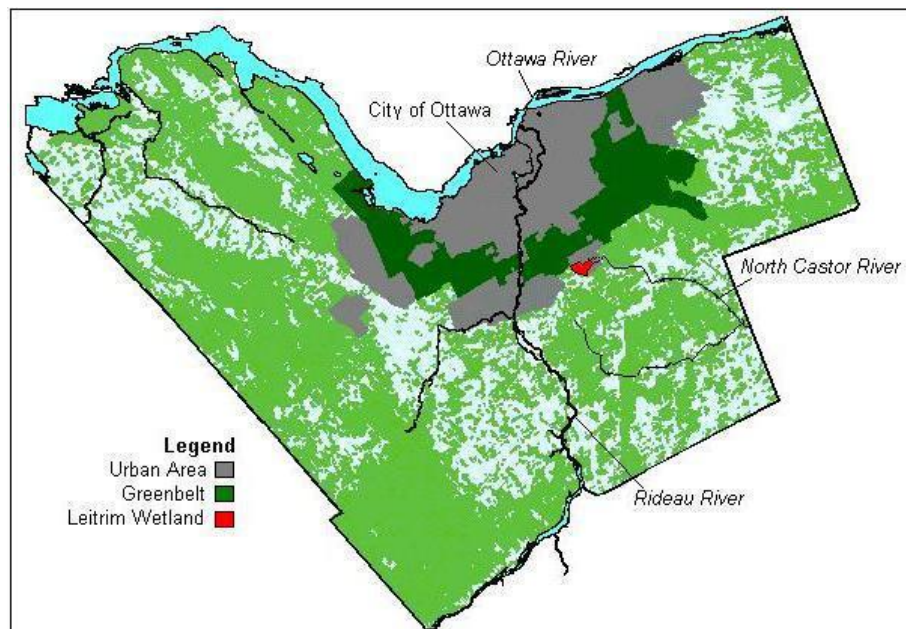 Ottawa River
City of Ottawa
North Castor River
Legend
Urban Area
Greenbelt
Leitrim Wetland
Rideau River